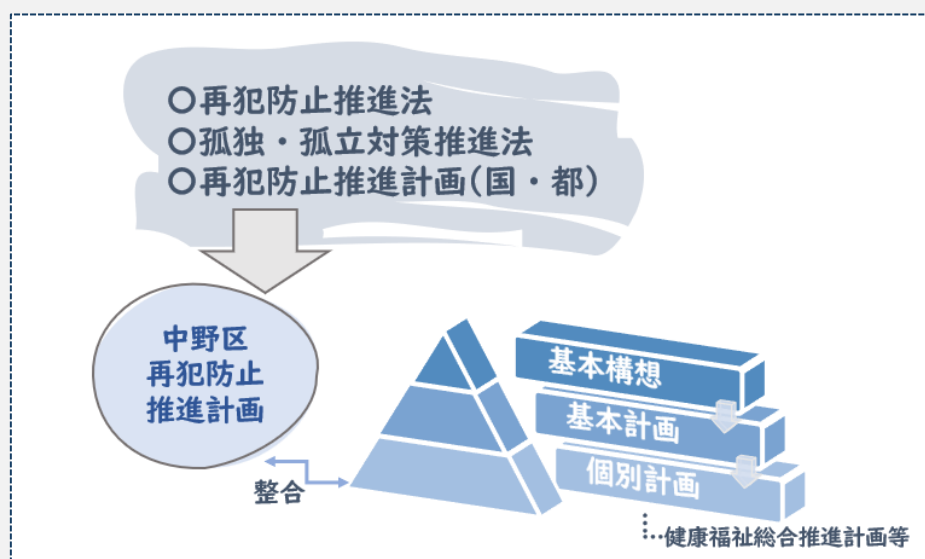 〇再犯防止推進法
〇孤独・孤立対策推進法
〇再犯防止推進計画(国・都)
中野区
再犯防止
推進計画
整合
基本構想
基本計画
個別計画
健康福祉総合推進計画等